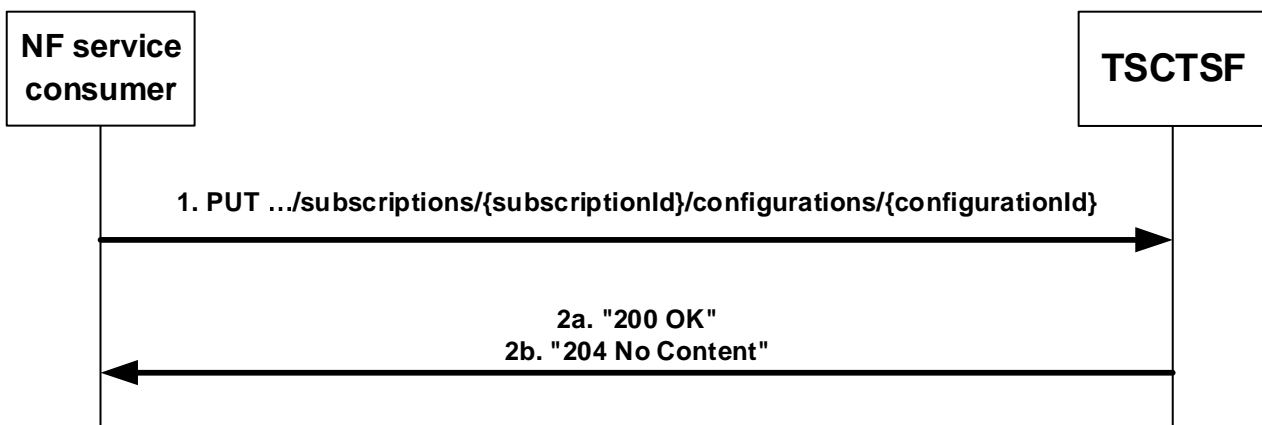 NF service
consumer
TSCTSF
1. PUT …/subscriptions/{subscriptionId}/configurations/{configurationId}
2a. "200 OK"
2b. "204 No Content"